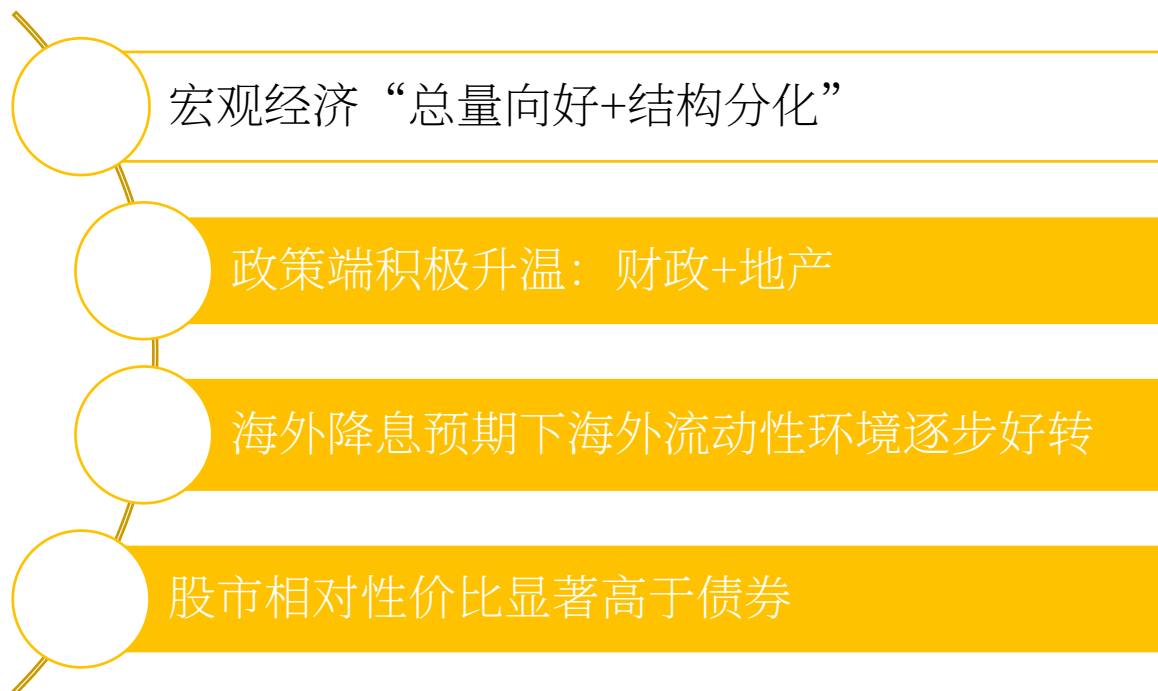 宏观经济“总量向好+结构分化”
政策端积极升温：财政+地产
海外降息预期下海外流动性环境逐步好转
股市相对性价比显著高于债券